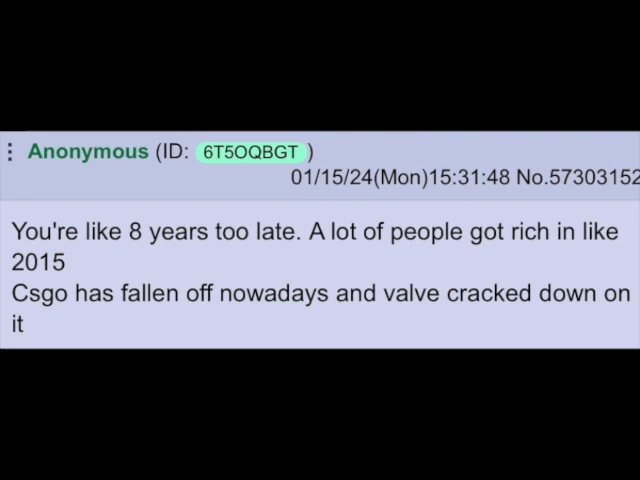 Anonymous (ID: 6T5OQBGT)
01/15/24(Mon)15:31:48 No.57303152
You're like 8 years too late. A lot of people got rich in like
2015
Csgo has fallen off nowadays and valve cracked down on
it